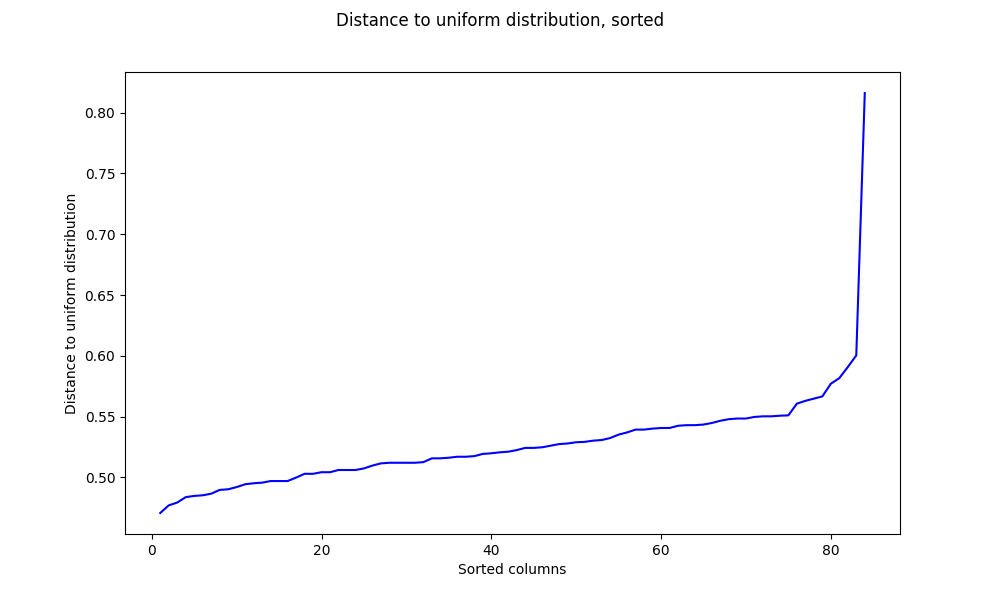 Distance to uniform distribution, sorted
Distance to uniform distribution
0.80
0.75
0.70
0.65
0.60
0.55
0.50
0 20 40 60 80
Sorted columns